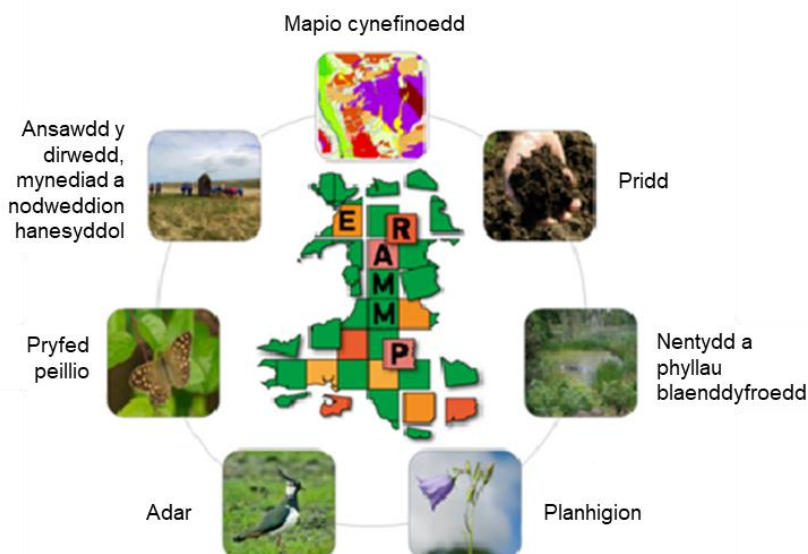 Mapio cynefinoedd
Ansawdd y
dirwedd,
mynediad a
nodweddion
hanesyddol
Pridd
E
R
A
M
M
P
Pryfed
peillio
Nentydd a
phyllau
blaenddyfroedd
Adar
Planhigion